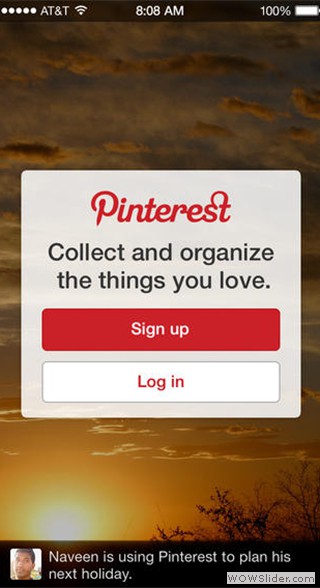 AT&T 8:08 AM 100%
Pinterest
Collect and organize
the things you love.
Sign up
Log in
Naveen is using Pinterest to plan his
next holiday.
WOWSlider.com